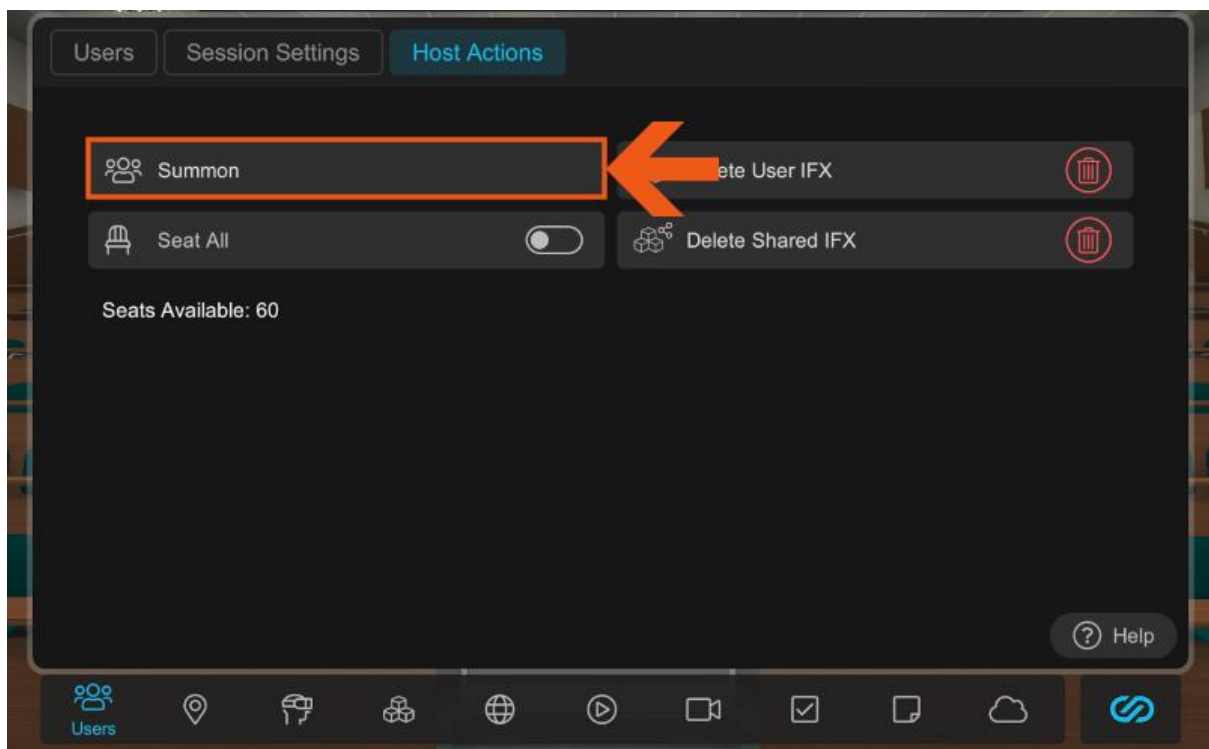 Users Session Settings Host Actions
Summon
ete User IFX
Seat All
Delete Shared IFX
Seats Available: 60
? Help
Users